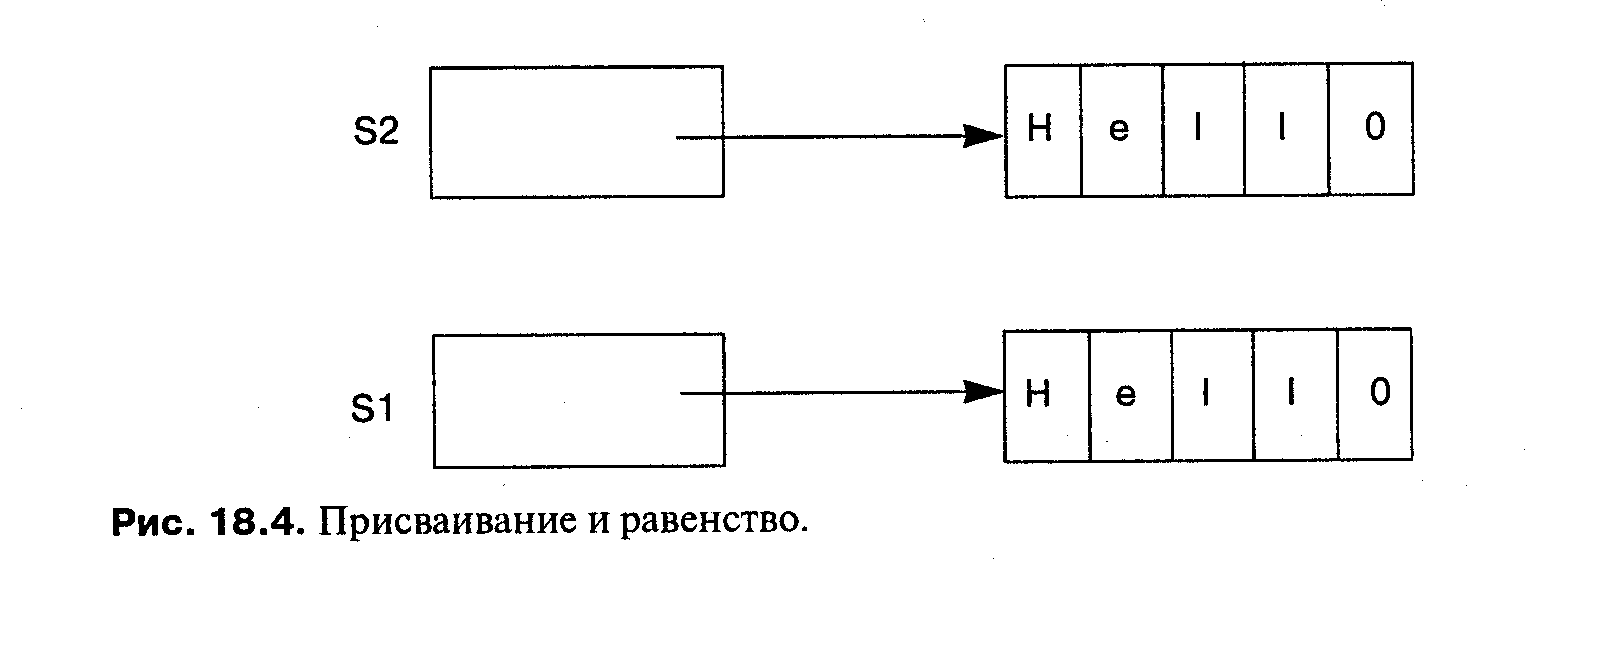 S2 H e l l 0
S1 H e l l 0
Рис. 18.4. Присваивание и равенство.